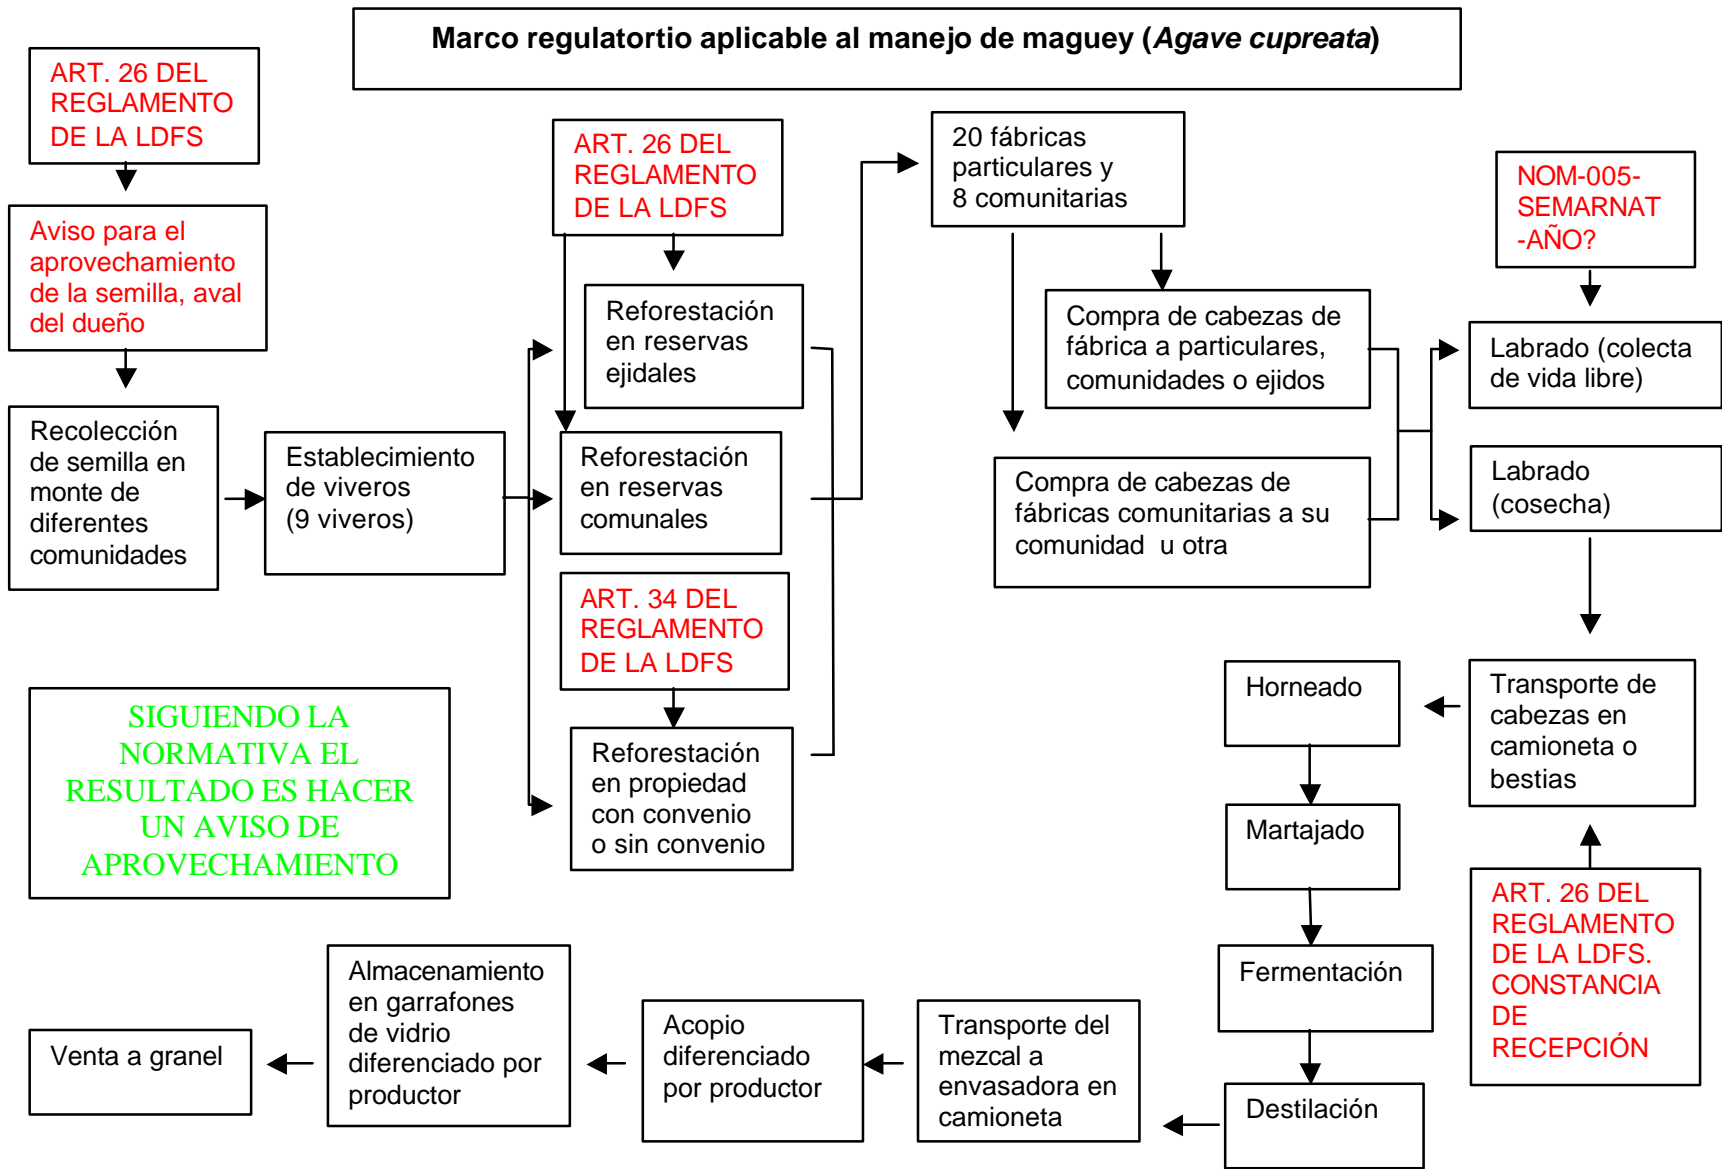 Marco regulatortio aplicable al manejo de maguey (Agave cupreata)
ART. 26 DEL
REGLAMENTO
DE LA LDFS
Aviso para el
aprovechamiento
de la semilla, aval
del dueño
Recolección
de semilla en
monte de
diferentes
comunidades
Establecimiento
de viveros
(9 viveros)
ART. 26 DEL
REGLAMENTO
DE LA LDFS
Reforestación
en reservas
ejidales
Reforestación
en reservas
comunales
ART. 34 DEL
REGLAMENTO
DE LA LDFS
Reforestación
en propiedad
con convenio
o sin convenio
20 fábricas
particulares y
8 comunitarias
Compra de cabezas de
fábrica a particulares,
comunidades o ejidos
Compra de cabezas de
fábricas comunitarias a su
comunidad u otra
NOM-005-
SEMARNAT
-AÑO?
Labrado (colecta
de vida libre)
Labrado
(cosecha)
Transporte de
cabezas en
camioneta o
bestias
ART. 26 DEL
REGLAMENTO
DE LA LDFS.
CONSTANCIA
DE
RECEPCIÓN
Horneado
Martajado
Fermentación
Destilación
Transporte del
mezcal a
envasadora en
camioneta
Acopio
diferenciado
por productor
Almacenamiento
en garrafones
de vidrio
diferenciado por
productor
Venta a granel
SIGUIENDO LA
NORMATIVA EL
RESULTADO ES HACER
UN AVISO DE
APROVECHAMIENTO